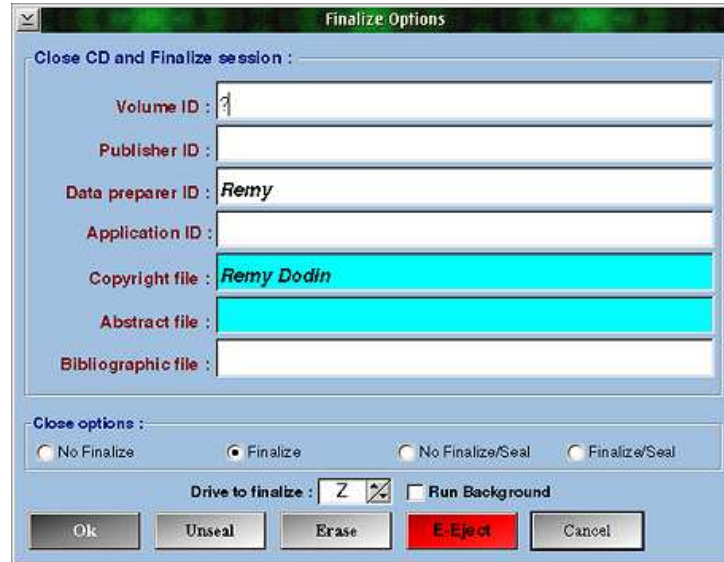 Finalize Options
Close CD and Finalize session :
Volume ID : ?
Publisher ID :
Data preparer ID : Remy
Application ID :
Copyright file : Remy Dodin
Abstract file :
Bibliographic file :
Close options :
No Finalize Finalize No Finalize/Seal Finalize/Seal
Drive to finalize : Z Run Background
Ok Unseal Erase E-Eject Cancel